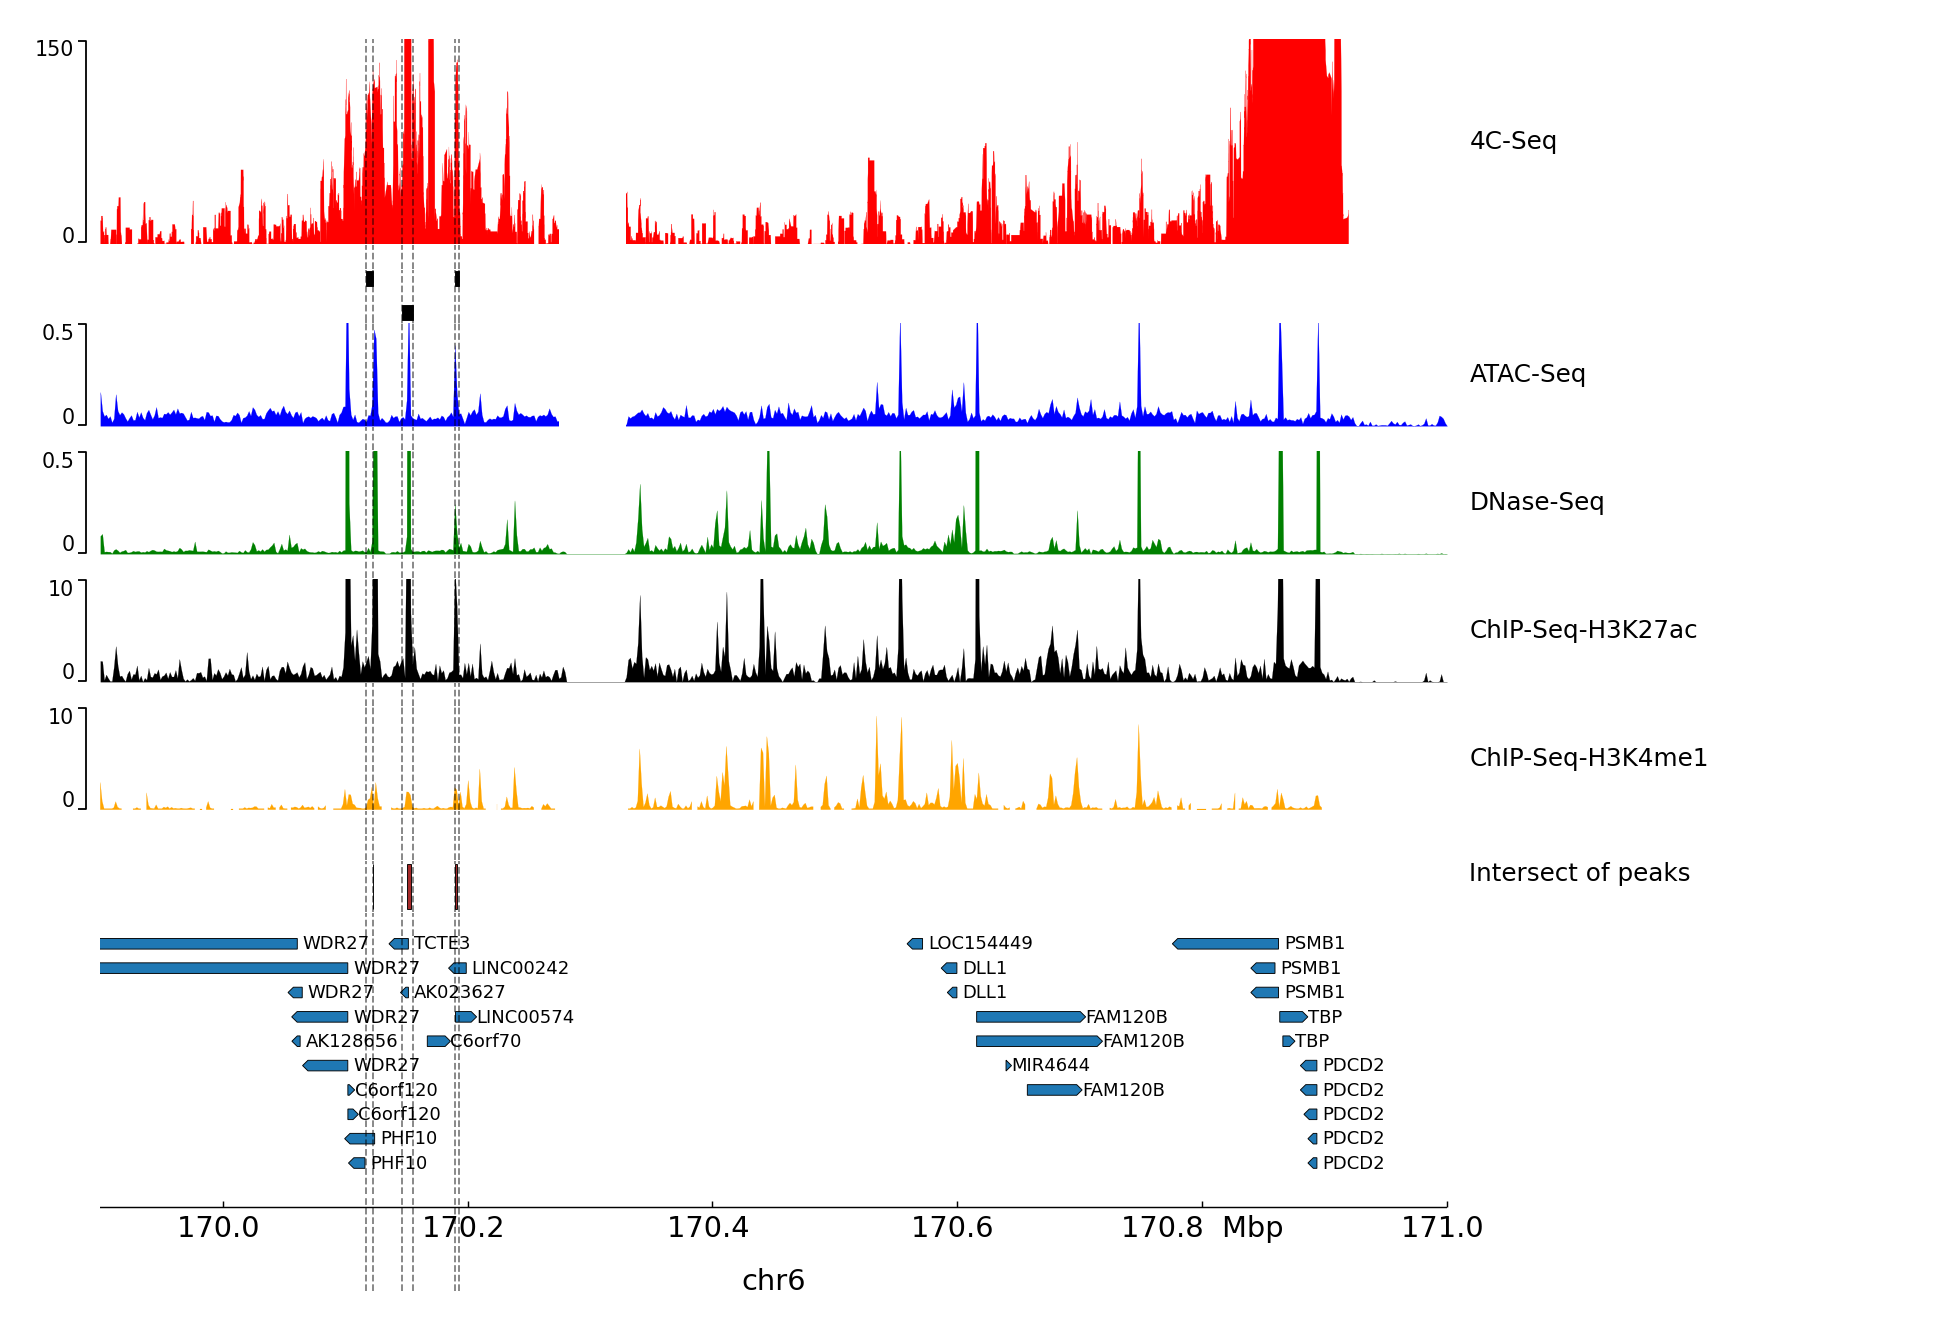 150
0
4C-Seq
0.5
0
ATAC-Seq
0.5
0
DNase-Seq
10
0
ChIP-Seq-H3K27ac
10
0
ChIP-Seq-H3K4me1
Intersect of peaks
WDR27 TCTE3 LOC154449 PSMB1
WDR27 LINC00242 DLL1 PSMB1
WDR27 AK023627 DLL1 PSMB1
WDR27 LINC00574 FAM120B TBP
AK128656 C6orf70 FAM120B TBP
WDR27 MIR4644 PDCD2
C6orf120 FAM120B PDCD2
C6orf120 PDCD2
PHF10 PDCD2
PHF10 PDCD2
170.0 170.2 170.4 170.6 170.8 Mbp 171.0
chr6